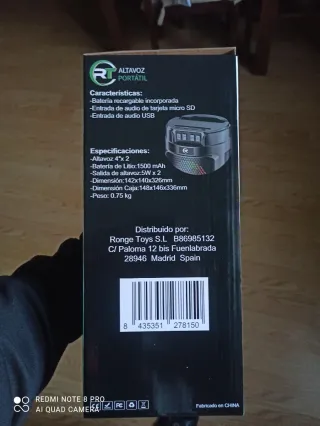 RT
ALTAVOZ
PORTÁTIL
Características:
-Batería recargable incorporada
-Entrada de audio de tarjeta micro SD
-Entrada de audio USB
Especificaciones:
-Altavoz 4"x 2
-Batería de Litio:1500 mAh
-Salida de altavoz:5W x 2
-Dimensión:142x140x326mm
-Dimensión Caja:148x146x336mm
-Peso: 0.75 kg
Distribuido por:
Ronge Toys S.L B86985132
C/ Paloma 12 bis Fuenlabrada
28946 Madrid Spain
8 435351 278150
Fabricado en CHINA
REDMI NOTE 8 PRO
AI QUAD CAMERA